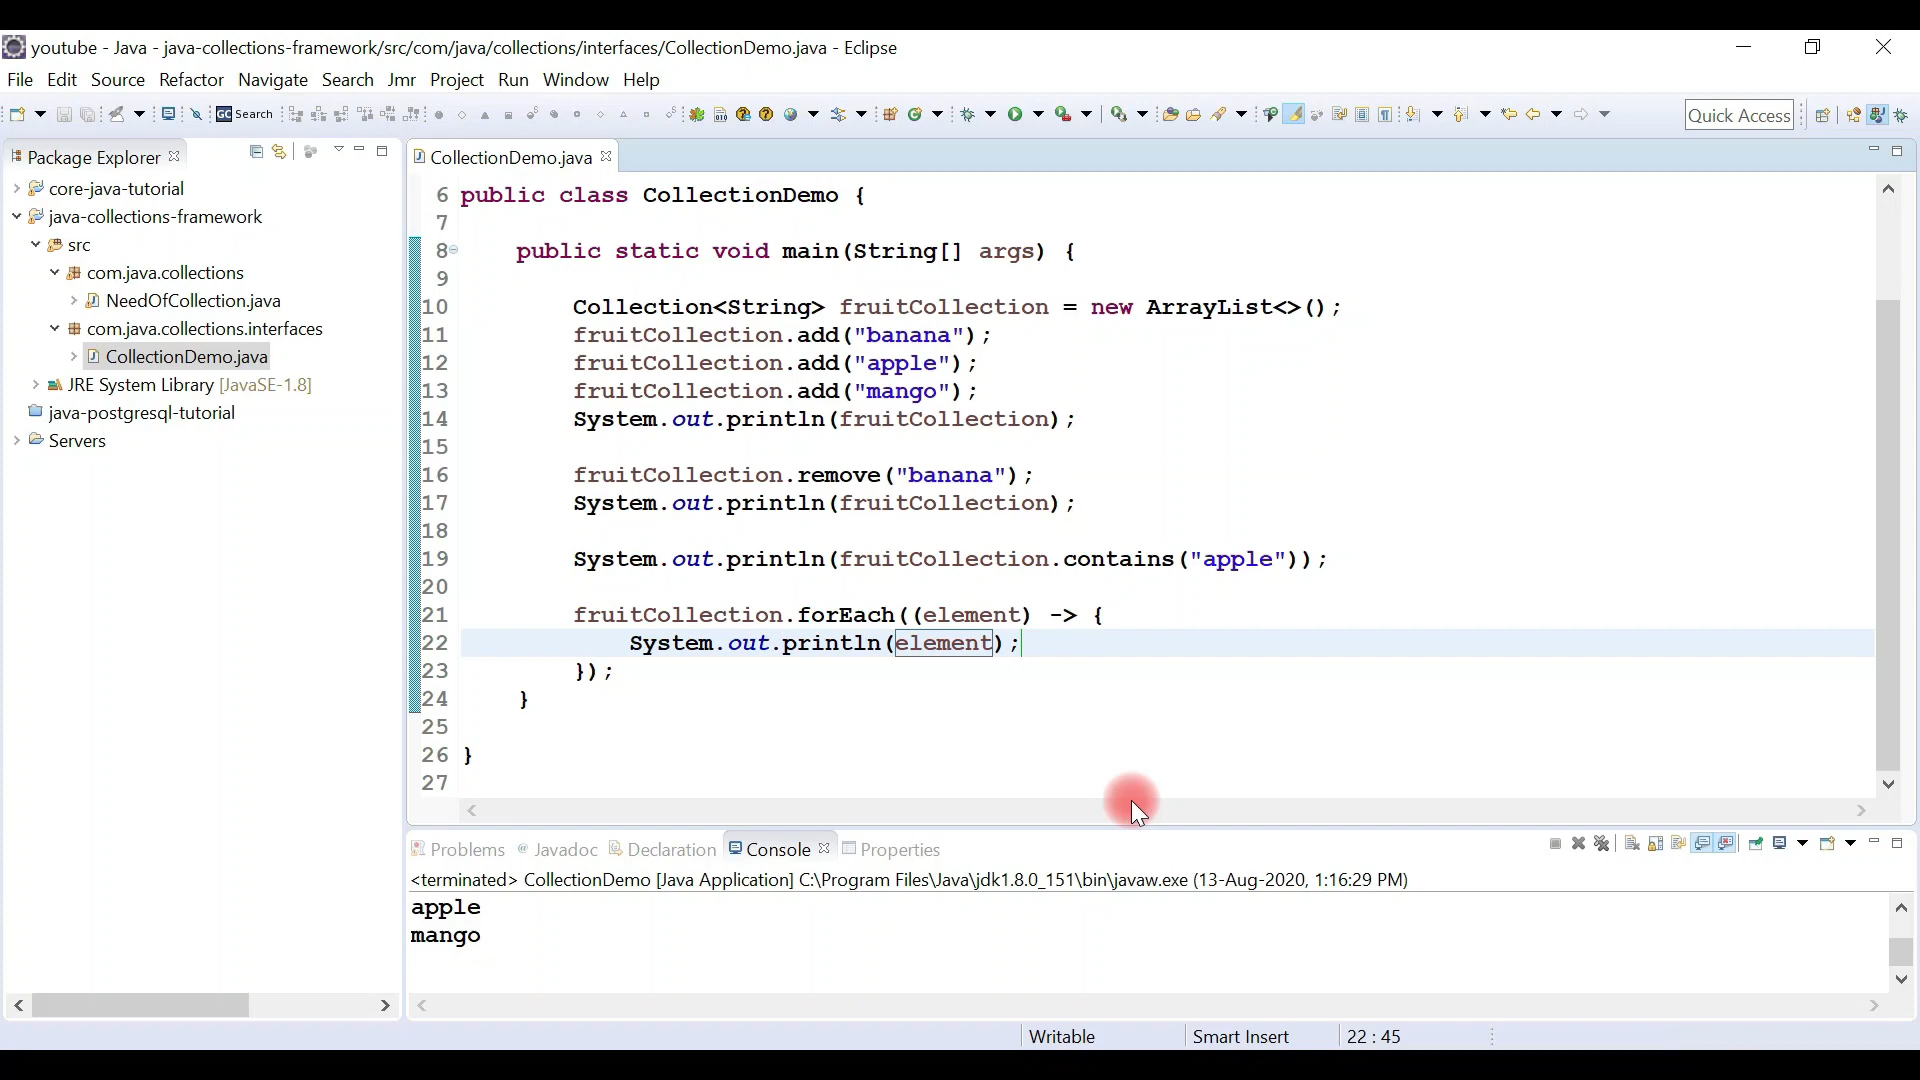 youtube - Java - java-collections-framework/src/com/java/collections/interfaces/CollectionDemo.java - Eclipse
File Edit Source Refactor Navigate Search Jmr Project Run Window Help
GC Search Quick Access
Package Explorer
core-java-tutorial
java-collections-framework
src
com.java.collections
NeedOfCollection.java
com.java.collections.interfaces
CollectionDemo.java
JRE System Library [JavaSE-1.8]
java-postgresql-tutorial
Servers
CollectionDemo.java
6 public class CollectionDemo {
7
8 public static void main(String[] args) {
9
10 Collection<String> fruitCollection = new ArrayList<>();
11 fruitCollection.add("banana");
12 fruitCollection.add("apple");
13 fruitCollection.add("mango");
14 System.out.println(fruitCollection);
15
16 fruitCollection.remove("banana");
17 System.out.println(fruitCollection);
18
19 System.out.println(fruitCollection.contains("apple"));
20
21 fruitCollection.forEach((element) -> {
22 System.out.println(element);
23 });
24 }
25
26 }
27
Problems @ Javadoc Declaration Console Properties
<terminated> CollectionDemo [Java Application] C:\Program Files\Java\jdk1.8.0_151\bin\javaw.exe (13-Aug-2020, 1:16:29 PM)
apple
mango
Writable Smart Insert 22 : 45